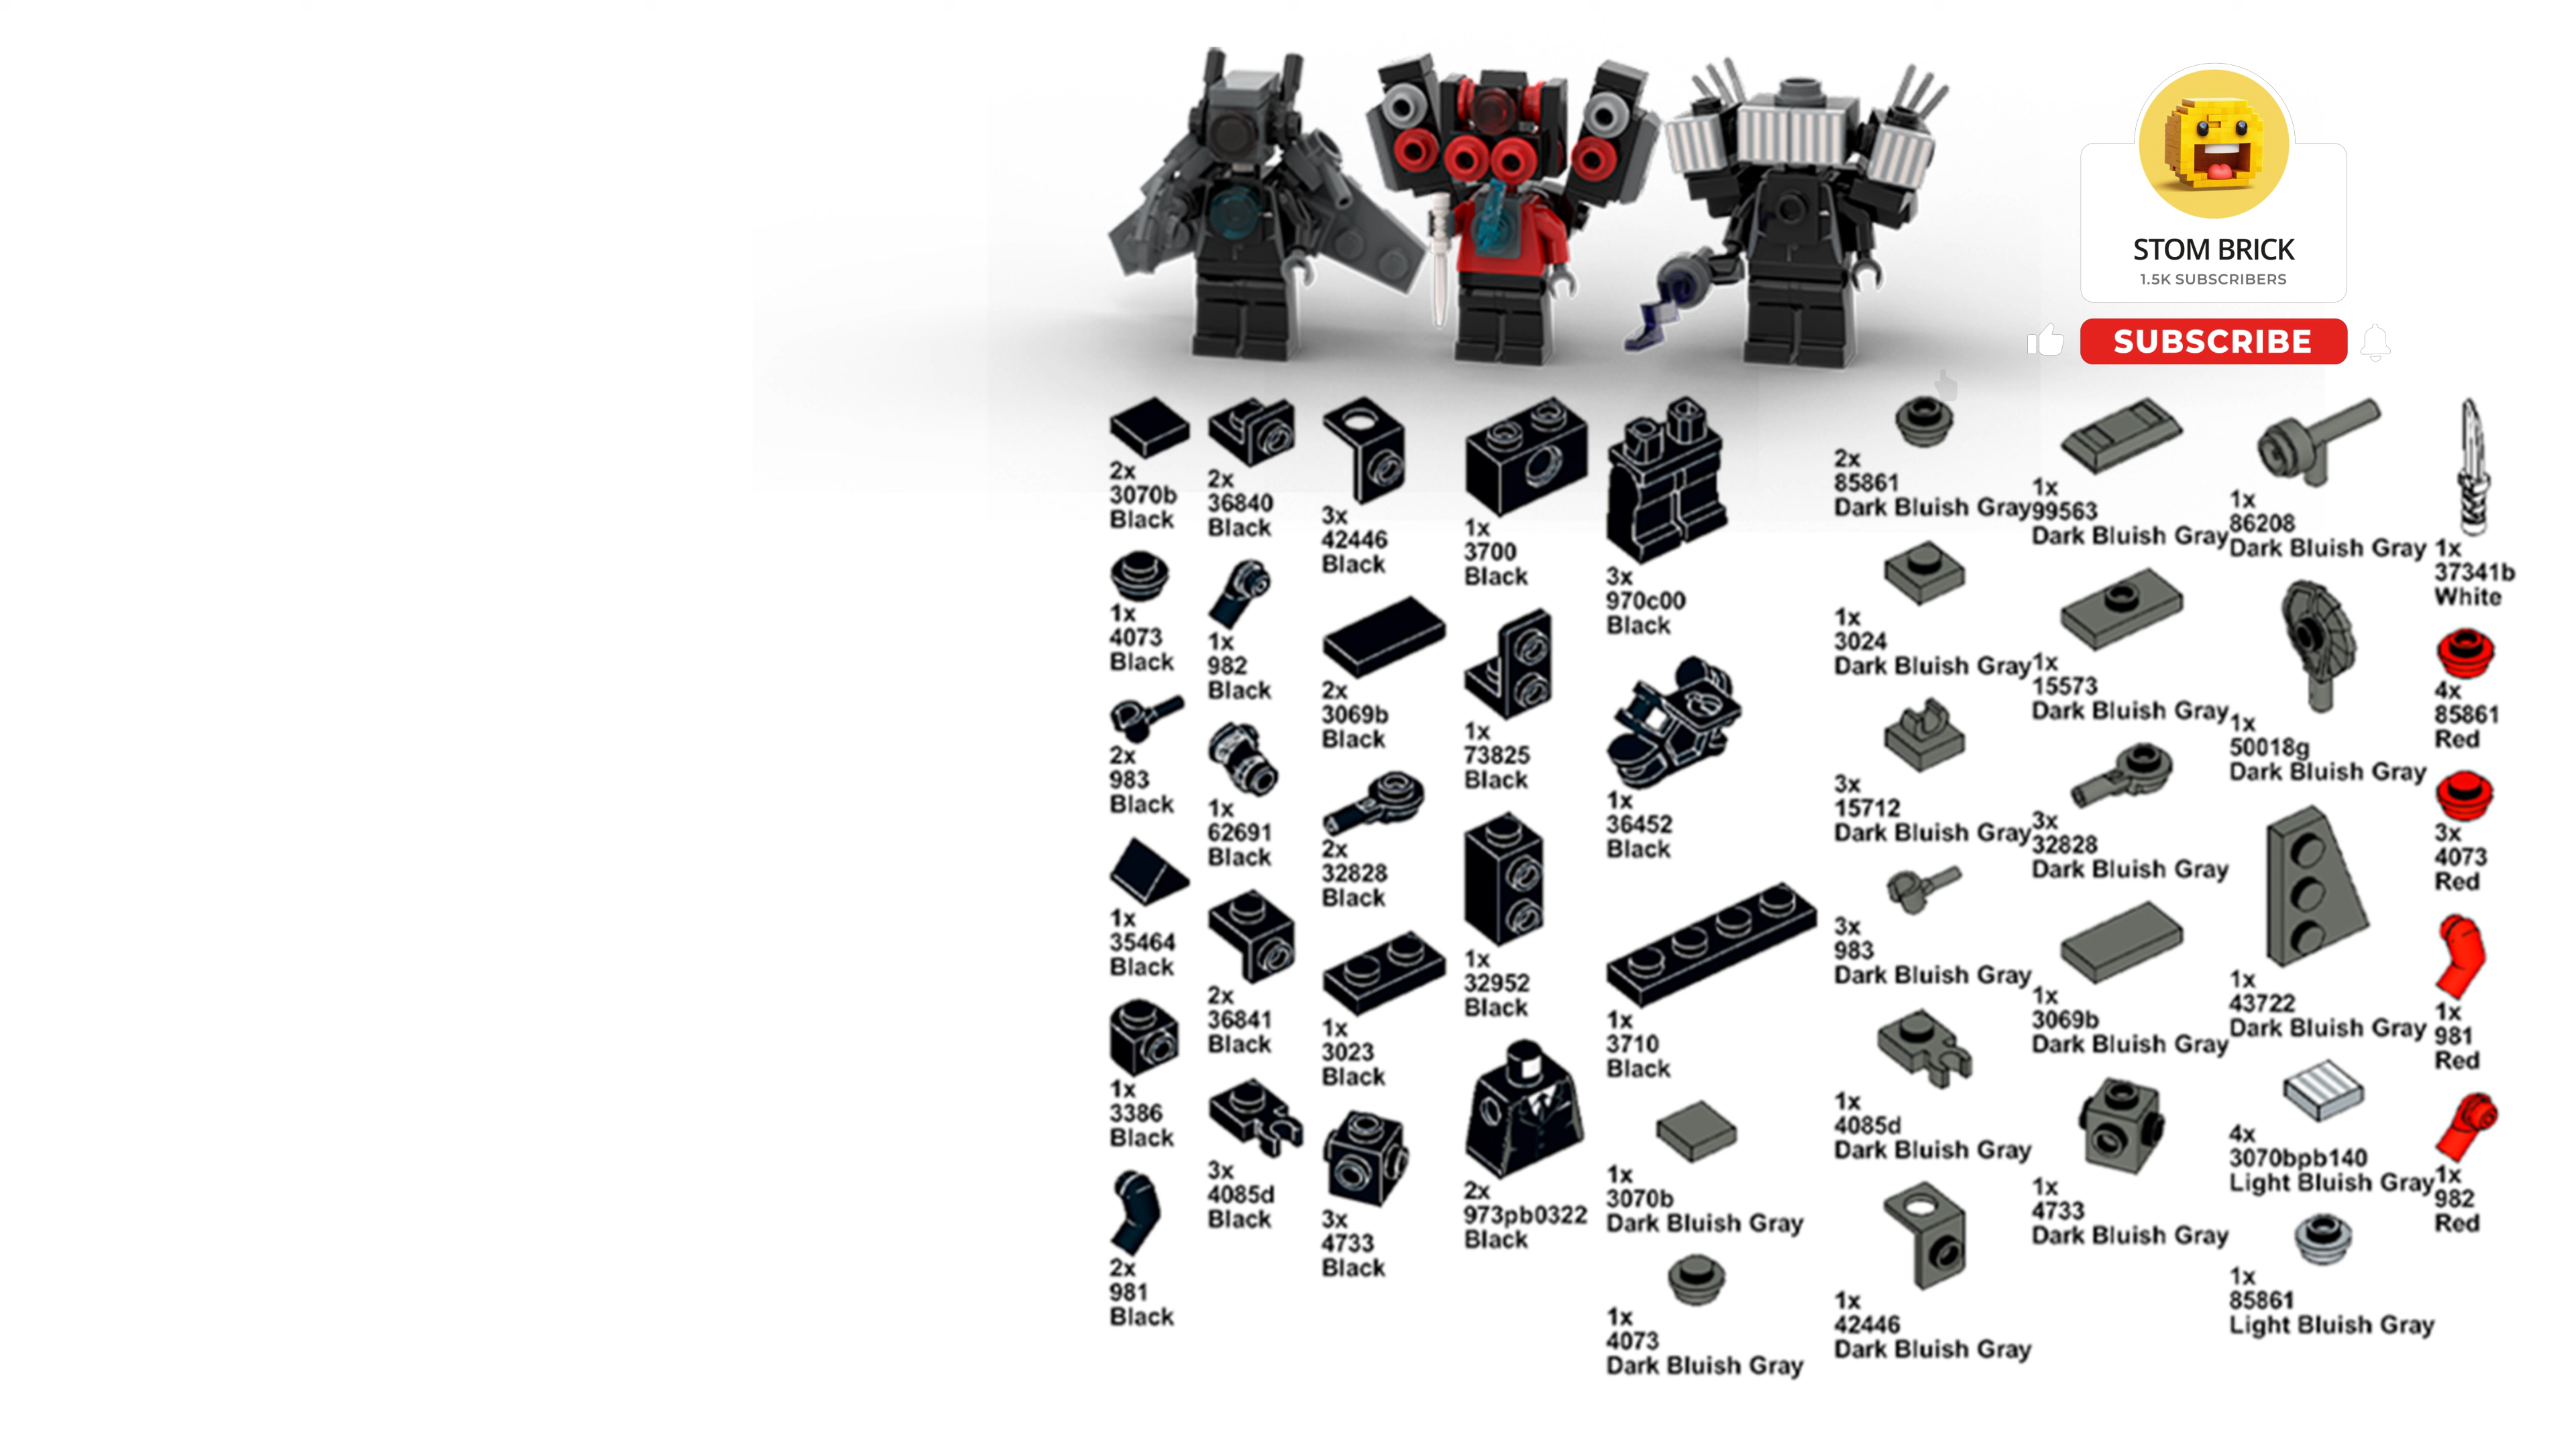 STOM BRICK
1.5K SUBSCRIBERS
SUBSCRIBE
2x
3070b
Black
1x
4073
Black
2x
983
Black
1x
35464
Black
1x
3386
Black
2x
981
Black
2x
36840
Black
1x
982
Black
1x
62691
Black
2x
36841
Black
3x
4085d
Black
3x
42446
Black
2x
3069b
Black
2x
32828
Black
1x
3023
Black
3x
4733
Black
1x
3700
Black
1x
73825
Black
1x
32952
Black
2x
973pb0322
Black
3x
970c00
Black
1x
36452
Black
1x
3710
Black
1x
3070b
Dark Bluish Gray
1x
4073
Dark Bluish Gray
2x
85861
Dark Bluish Gray
1x
3024
Dark Bluish Gray
3x
15712
Dark Bluish Gray
3x
983
Dark Bluish Gray
1x
4085d
Dark Bluish Gray
1x
42446
Dark Bluish Gray
1x
99563
Dark Bluish Gray
1x
15573
Dark Bluish Gray
3x
32828
Dark Bluish Gray
1x
3069b
Dark Bluish Gray
1x
4733
Dark Bluish Gray
1x
86208
Dark Bluish Gray
1x
50018g
Dark Bluish Gray
1x
43722
Dark Bluish Gray
4x
3070bpb140
Light Bluish Gray
1x
85861
Light Bluish Gray
1x
37341b
White
4x
85861
Red
3x
4073
Red
1x
981
Red
1x
982
Red